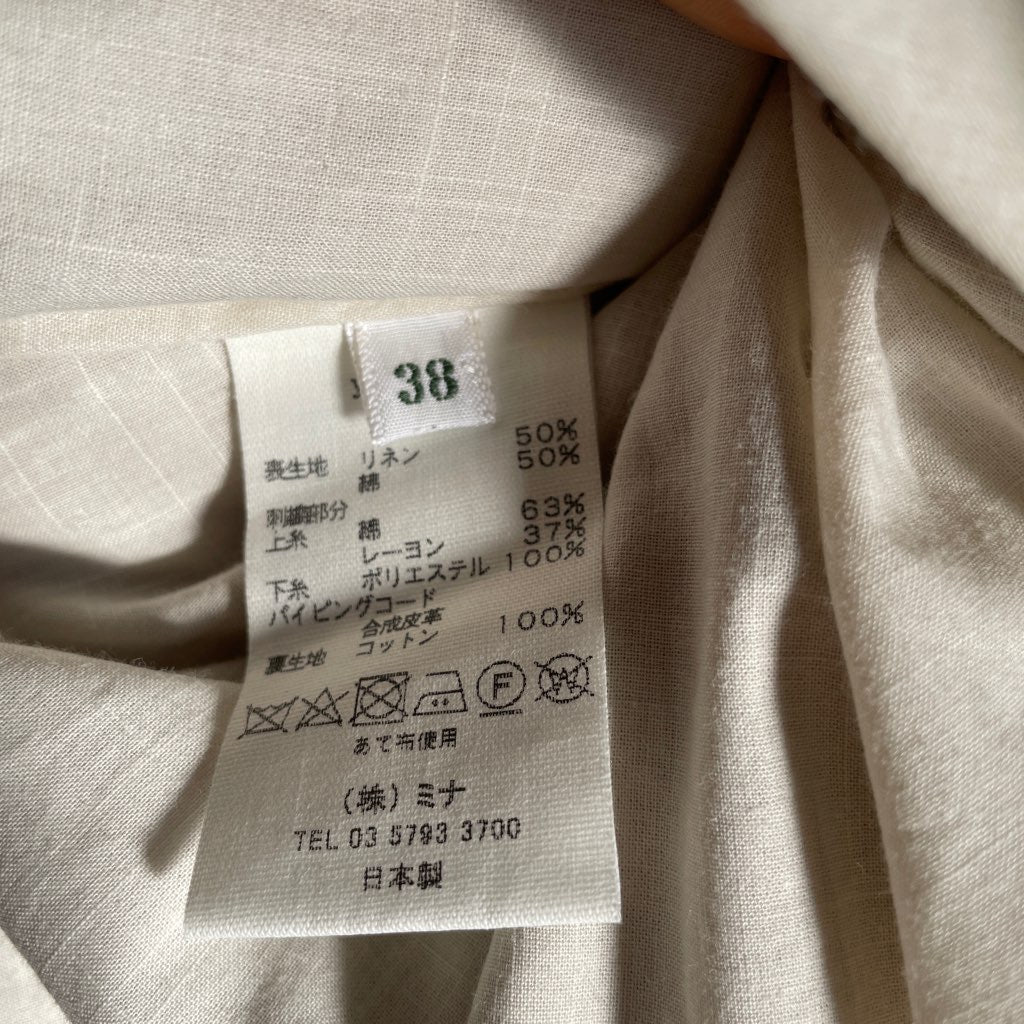 38
表生地 リネン 50%
綿 50%
刺繍部分
上糸 綿 63%
レーヨン 37%
下糸 ポリエステル 100%
パイピングコード
合成皮革
裏生地 コットン 100%
F
W
あて布使用
(株)ミナ
TEL 03 5793 3700
日本製